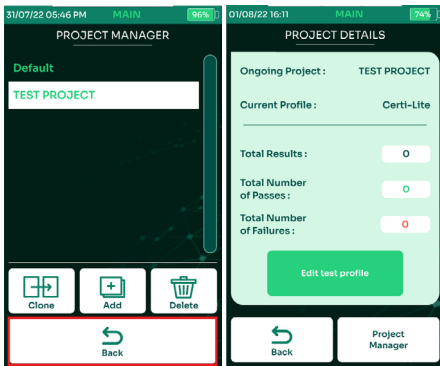 31/07/22 05:46 PM MAIN 96%
PROJECT MANAGER
Default
TEST PROJECT
Clone
Add
Delete
Back
01/08/22 16:11 MAIN 74%
PROJECT DETAILS
Ongoing Project : TEST PROJECT
Current Profile : Certi-Lite
Total Results : 0
Total Number
of Passes : 0
Total Number
of Failures : 0
Edit test profile
Back
Project
Manager